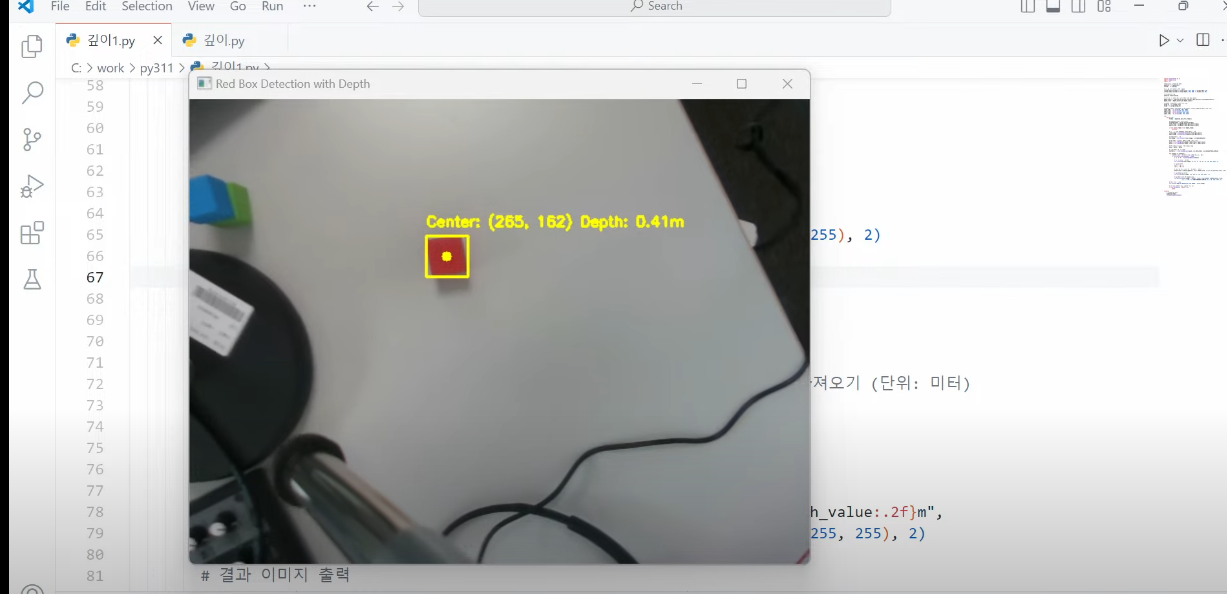 File Edit Selection View Go Run ··· ← → Search
깊이1.py × 깊이.py
C: > work > py311 > 깊이1.py >
Red Box Detection with Depth
58
59
60
61
62
63
64
Center: (265, 162) Depth: 0.41m
65 255), 2)
66
67
68
69
70
71
72 져오기 (단위: 미터)
73
74
75
76
77
78 h_value:.2f}m",
79 255, 255), 2)
80
81 # 결과 이미지 출력